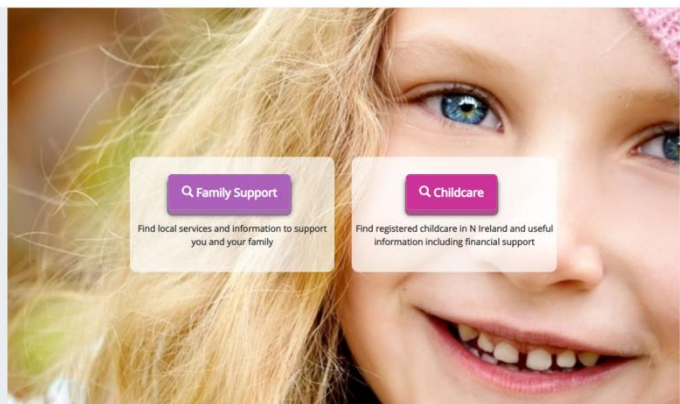 Family Support
Find local services and information to support
you and your family
Childcare
Find registered childcare in N Ireland and useful
information including financial support